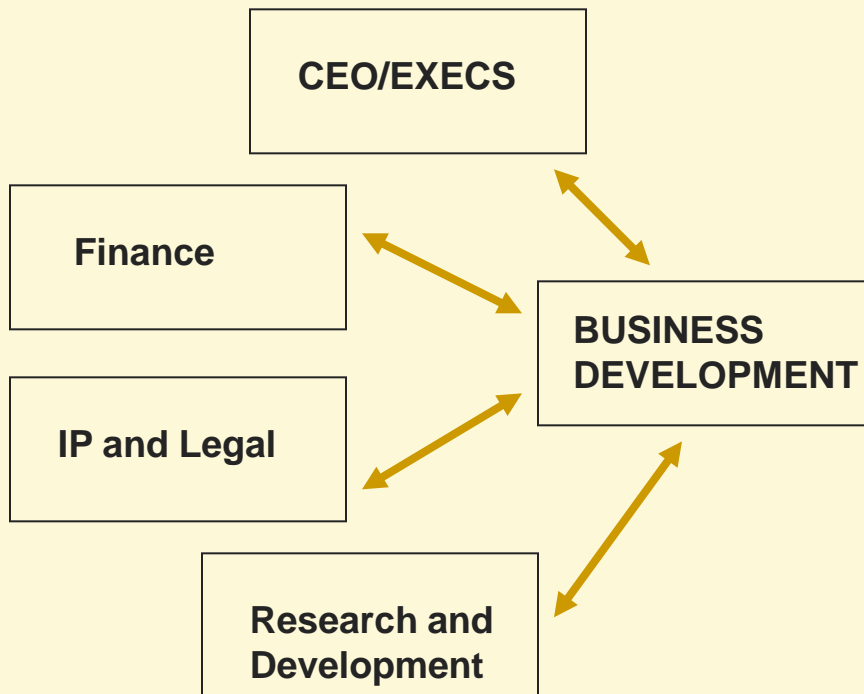 CEO/EXECS
Finance
BUSINESS
DEVELOPMENT
IP and Legal
Research and
Development